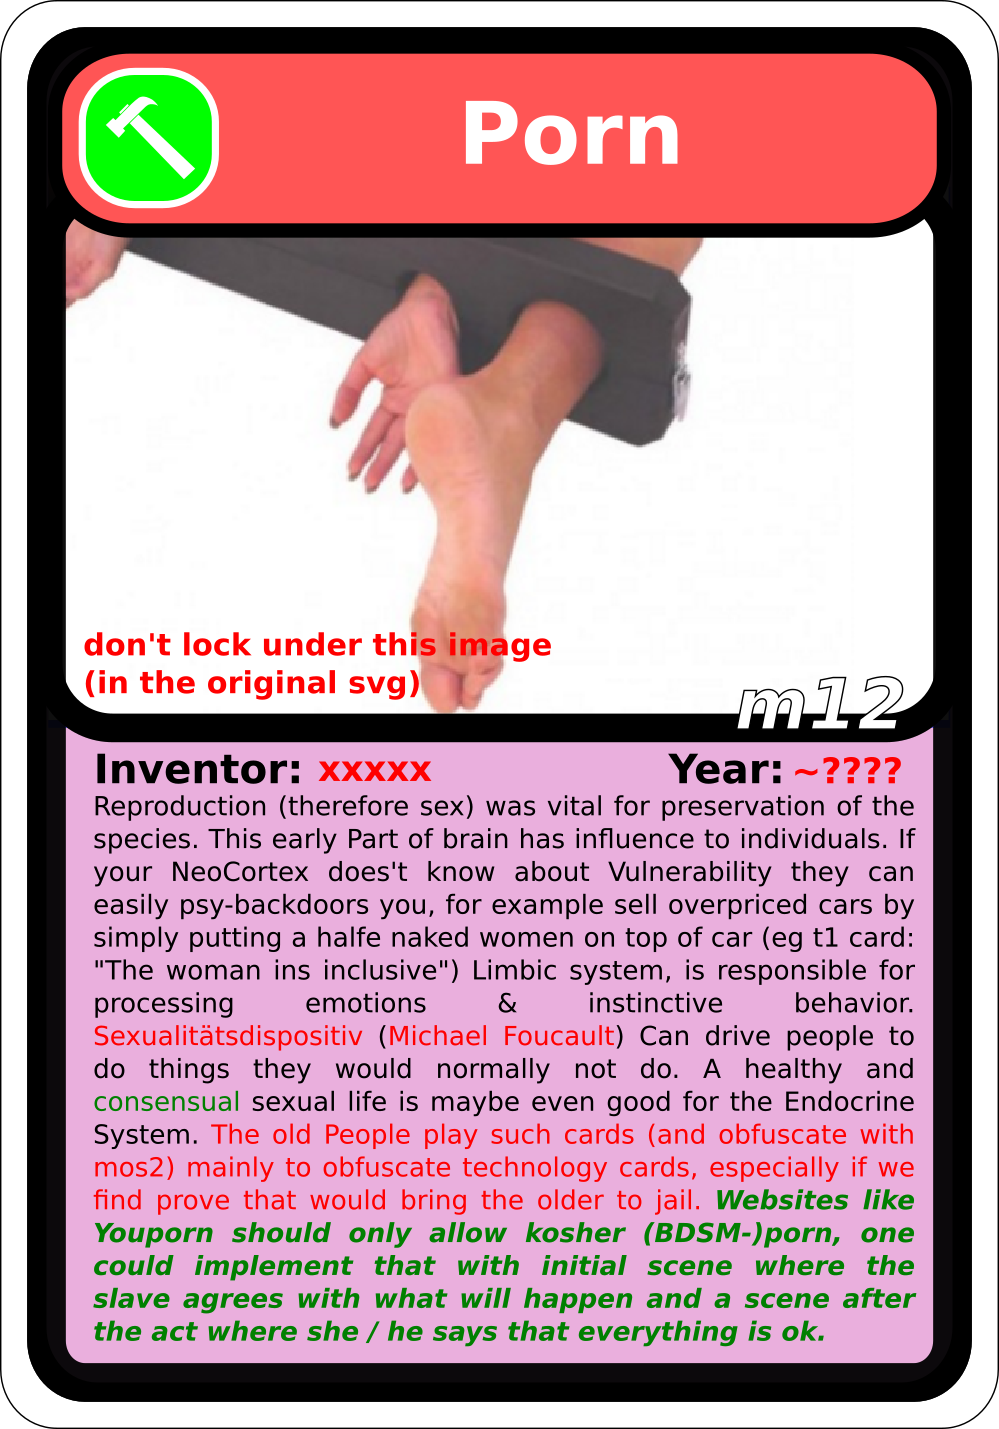 Porn
don't lock under this image
(in the original svg)
m12
Inventor: xxxxx Year: ~????
Reproduction (therefore sex) was vital for preservation of the
species. This early Part of brain has influence to individuals. If
your NeoCortex does't know about Vulnerability they can
easily psy-backdoors you, for example sell overpriced cars by
simply putting a halfe naked women on top of car (eg t1 card:
"The woman ins inclusive") Limbic system, is responsible for
processing emotions & instinctive behavior.
Sexualitätsdispositiv (Michael Foucault) Can drive people to
do things they would normally not do. A healthy and
consensual sexual life is maybe even good for the Endocrine
System. The old People play such cards (and obfuscate with
mos2) mainly to obfuscate technology cards, especially if we
find prove that would bring the older to jail. Websites like
Youporn should only allow kosher (BDSM-)porn, one
could implement that with initial scene where the
slave agrees with what will happen and a scene after
the act where she / he says that everything is ok.